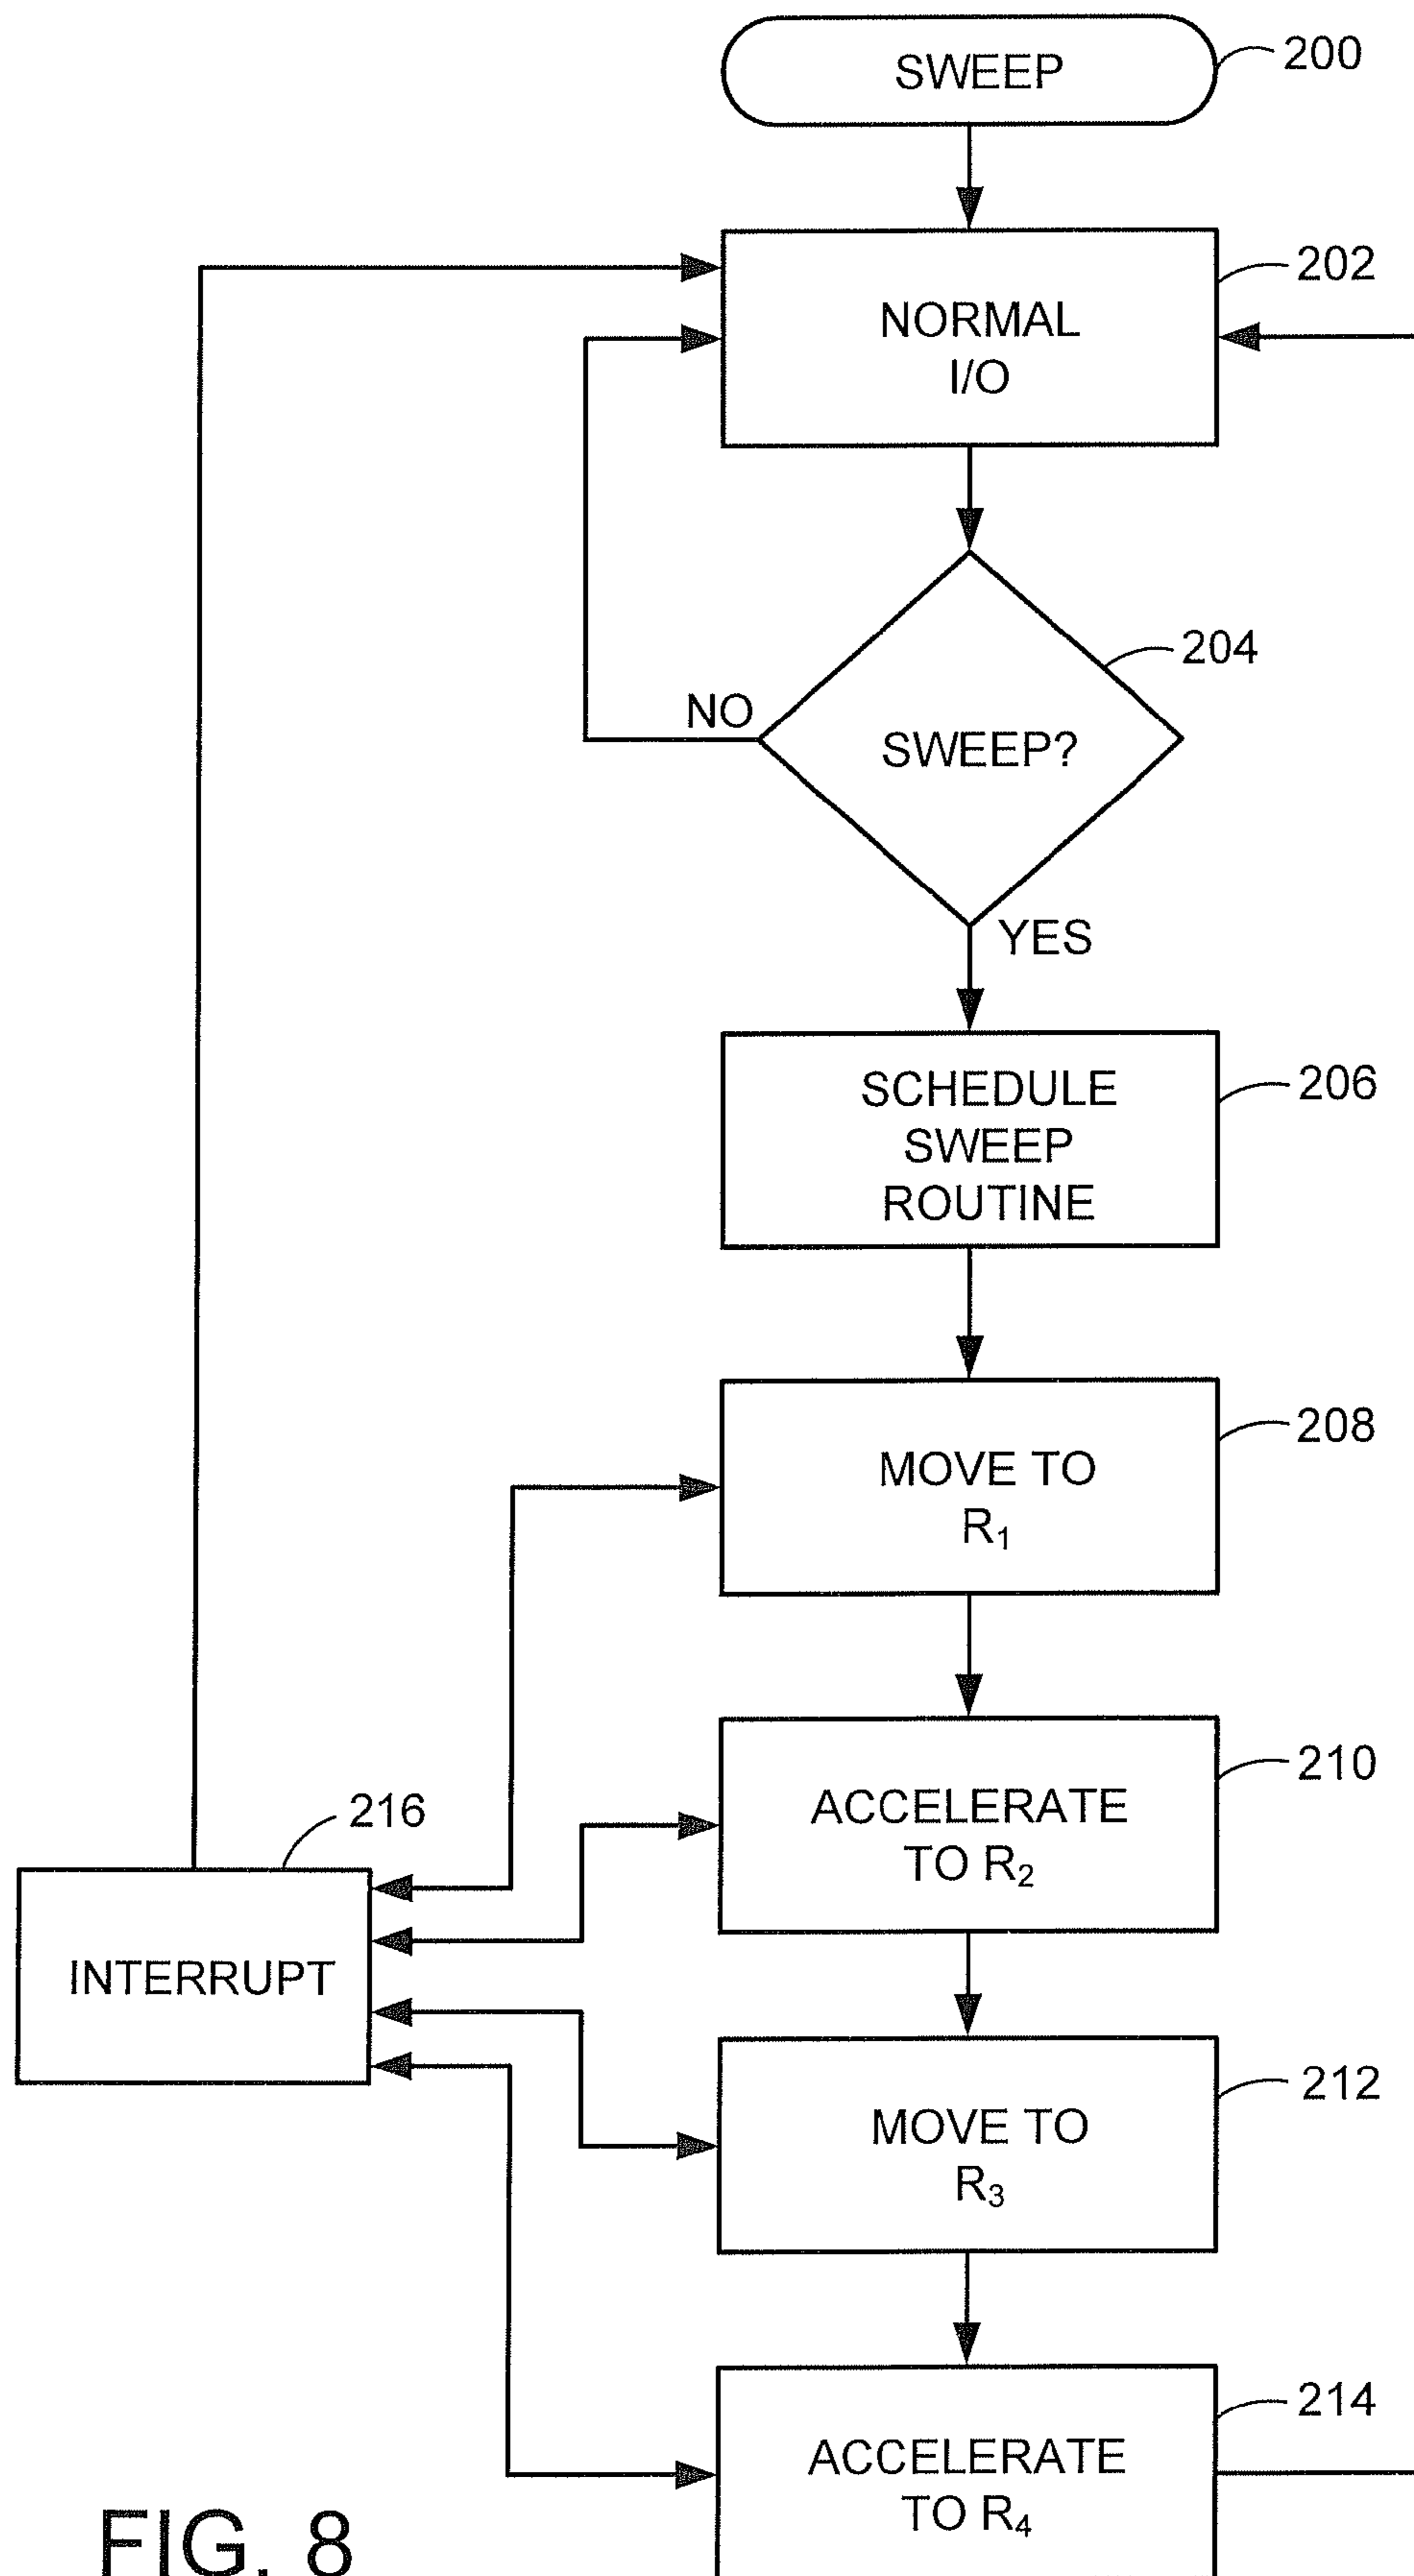 SWEEP
200
NORMAL
I/O
202
SWEEP?
204
NO
YES
SCHEDULE
SWEEP
ROUTINE
206
MOVE TO
R₁
208
ACCELERATE
TO R₂
210
216
INTERRUPT
MOVE TO
R₃
212
ACCELERATE
TO R₄
214
FIG. 8